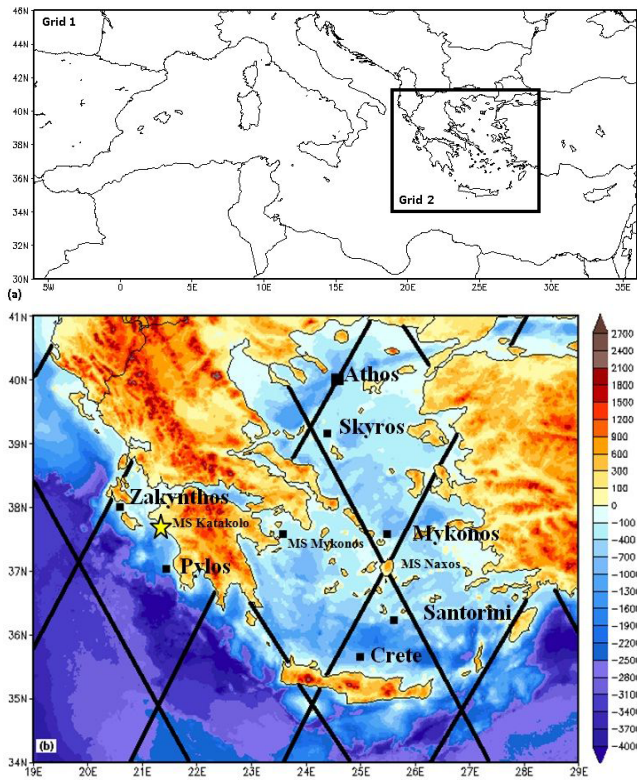 46N
Grid 1
44N
42N
40N
38N
36N
Grid 2
34N
32N
30N
5W 0 5E 10E 15E 20E 25E 30E 35E
(a)
41N
40N
39N
38N
37N
36N
35N
34N
Athos
Skyros
Zakynthos
MS Katakolo
Mykonos
MS Mykonos
Pylos
MS Naxos
Santorini
Crete
(b)
19E 20E 21E 22E 23E 24E 25E 26E 27E 28E 29E
2700
2400
2100
1800
1500
1200
900
600
300
100
0
-100
-400
-700
-1000
-1300
-1600
-1900
-2200
-2500
-2800
-3100
-3400
-3700
-4000